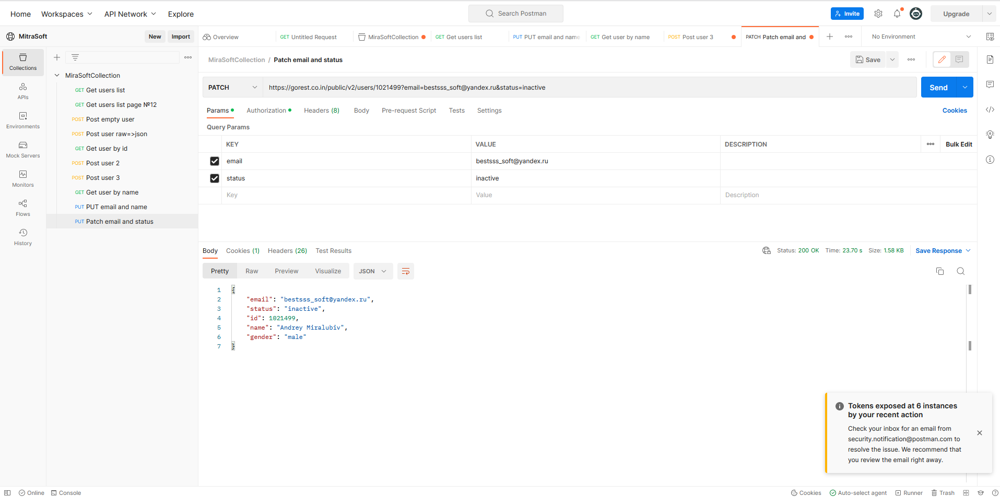 Home Workspaces API Network Explore Search Postman Invite Upgrade
MitraSoft New Import
Overview GET Untitled Request MiraSoftCollection GET Get users list PUT PUT email and name GET Get user by name POST Post user 3 PATCH Patch email and No Environment
Collections
APIs
Environments
Mock Servers
Monitors
Flows
History
MiraSoftCollection
GET Get users list
GET Get users list page №12
POST Post empty user
POST Post user raw=>json
GET Get user by id
POST Post user 2
POST Post user 3
GET Get user by name
PUT PUT email and name
PUT Patch email and status
MiraSoftCollection / Patch email and status Save
PATCH https://gorest.co.in/public/v2/users/1021499?email=bestsss_soft@yandex.ru&status=inactive Send
Params Authorization Headers (8) Body Pre-request Script Tests Settings Cookies
Query Params
KEY VALUE DESCRIPTION Bulk Edit
email bestsss_soft@yandex.ru
status inactive
Key Value Description
Body Cookies (1) Headers (26) Test Results Status: 200 OK Time: 23.70 s Size: 1.58 KB Save Response
Pretty Raw Preview Visualize JSON
1 {
2 "email": "bestsss_soft@yandex.ru",
3 "status": "inactive",
4 "id": 1021499,
5 "name": "Andrey Miralubiv",
6 "gender": "male"
7 }
Tokens exposed at 6 instances
by your recent action
Check your inbox for an email from
security.notification@postman.com to
resolve the issue. We recommend that
you review the email right away.
Online Console Cookies Auto-select agent Runner Trash